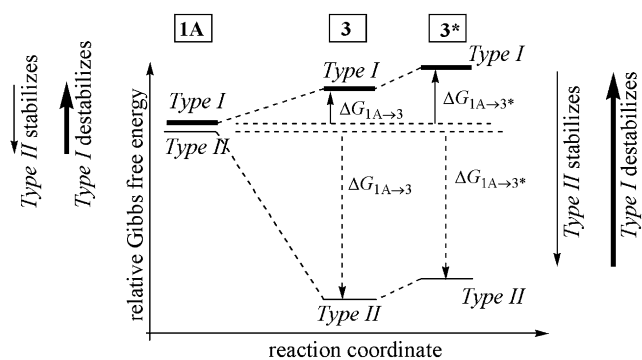 1A
3
3*
Type II stabilizes
Type I destabilizes
relative Gibbs free energy
Type I
Type II
Type I
ΔG1A→3
Type I
ΔG1A→3*
ΔG1A→3
ΔG1A→3*
Type II
Type II
Type II stabilizes
Type I destabilizes
reaction coordinate